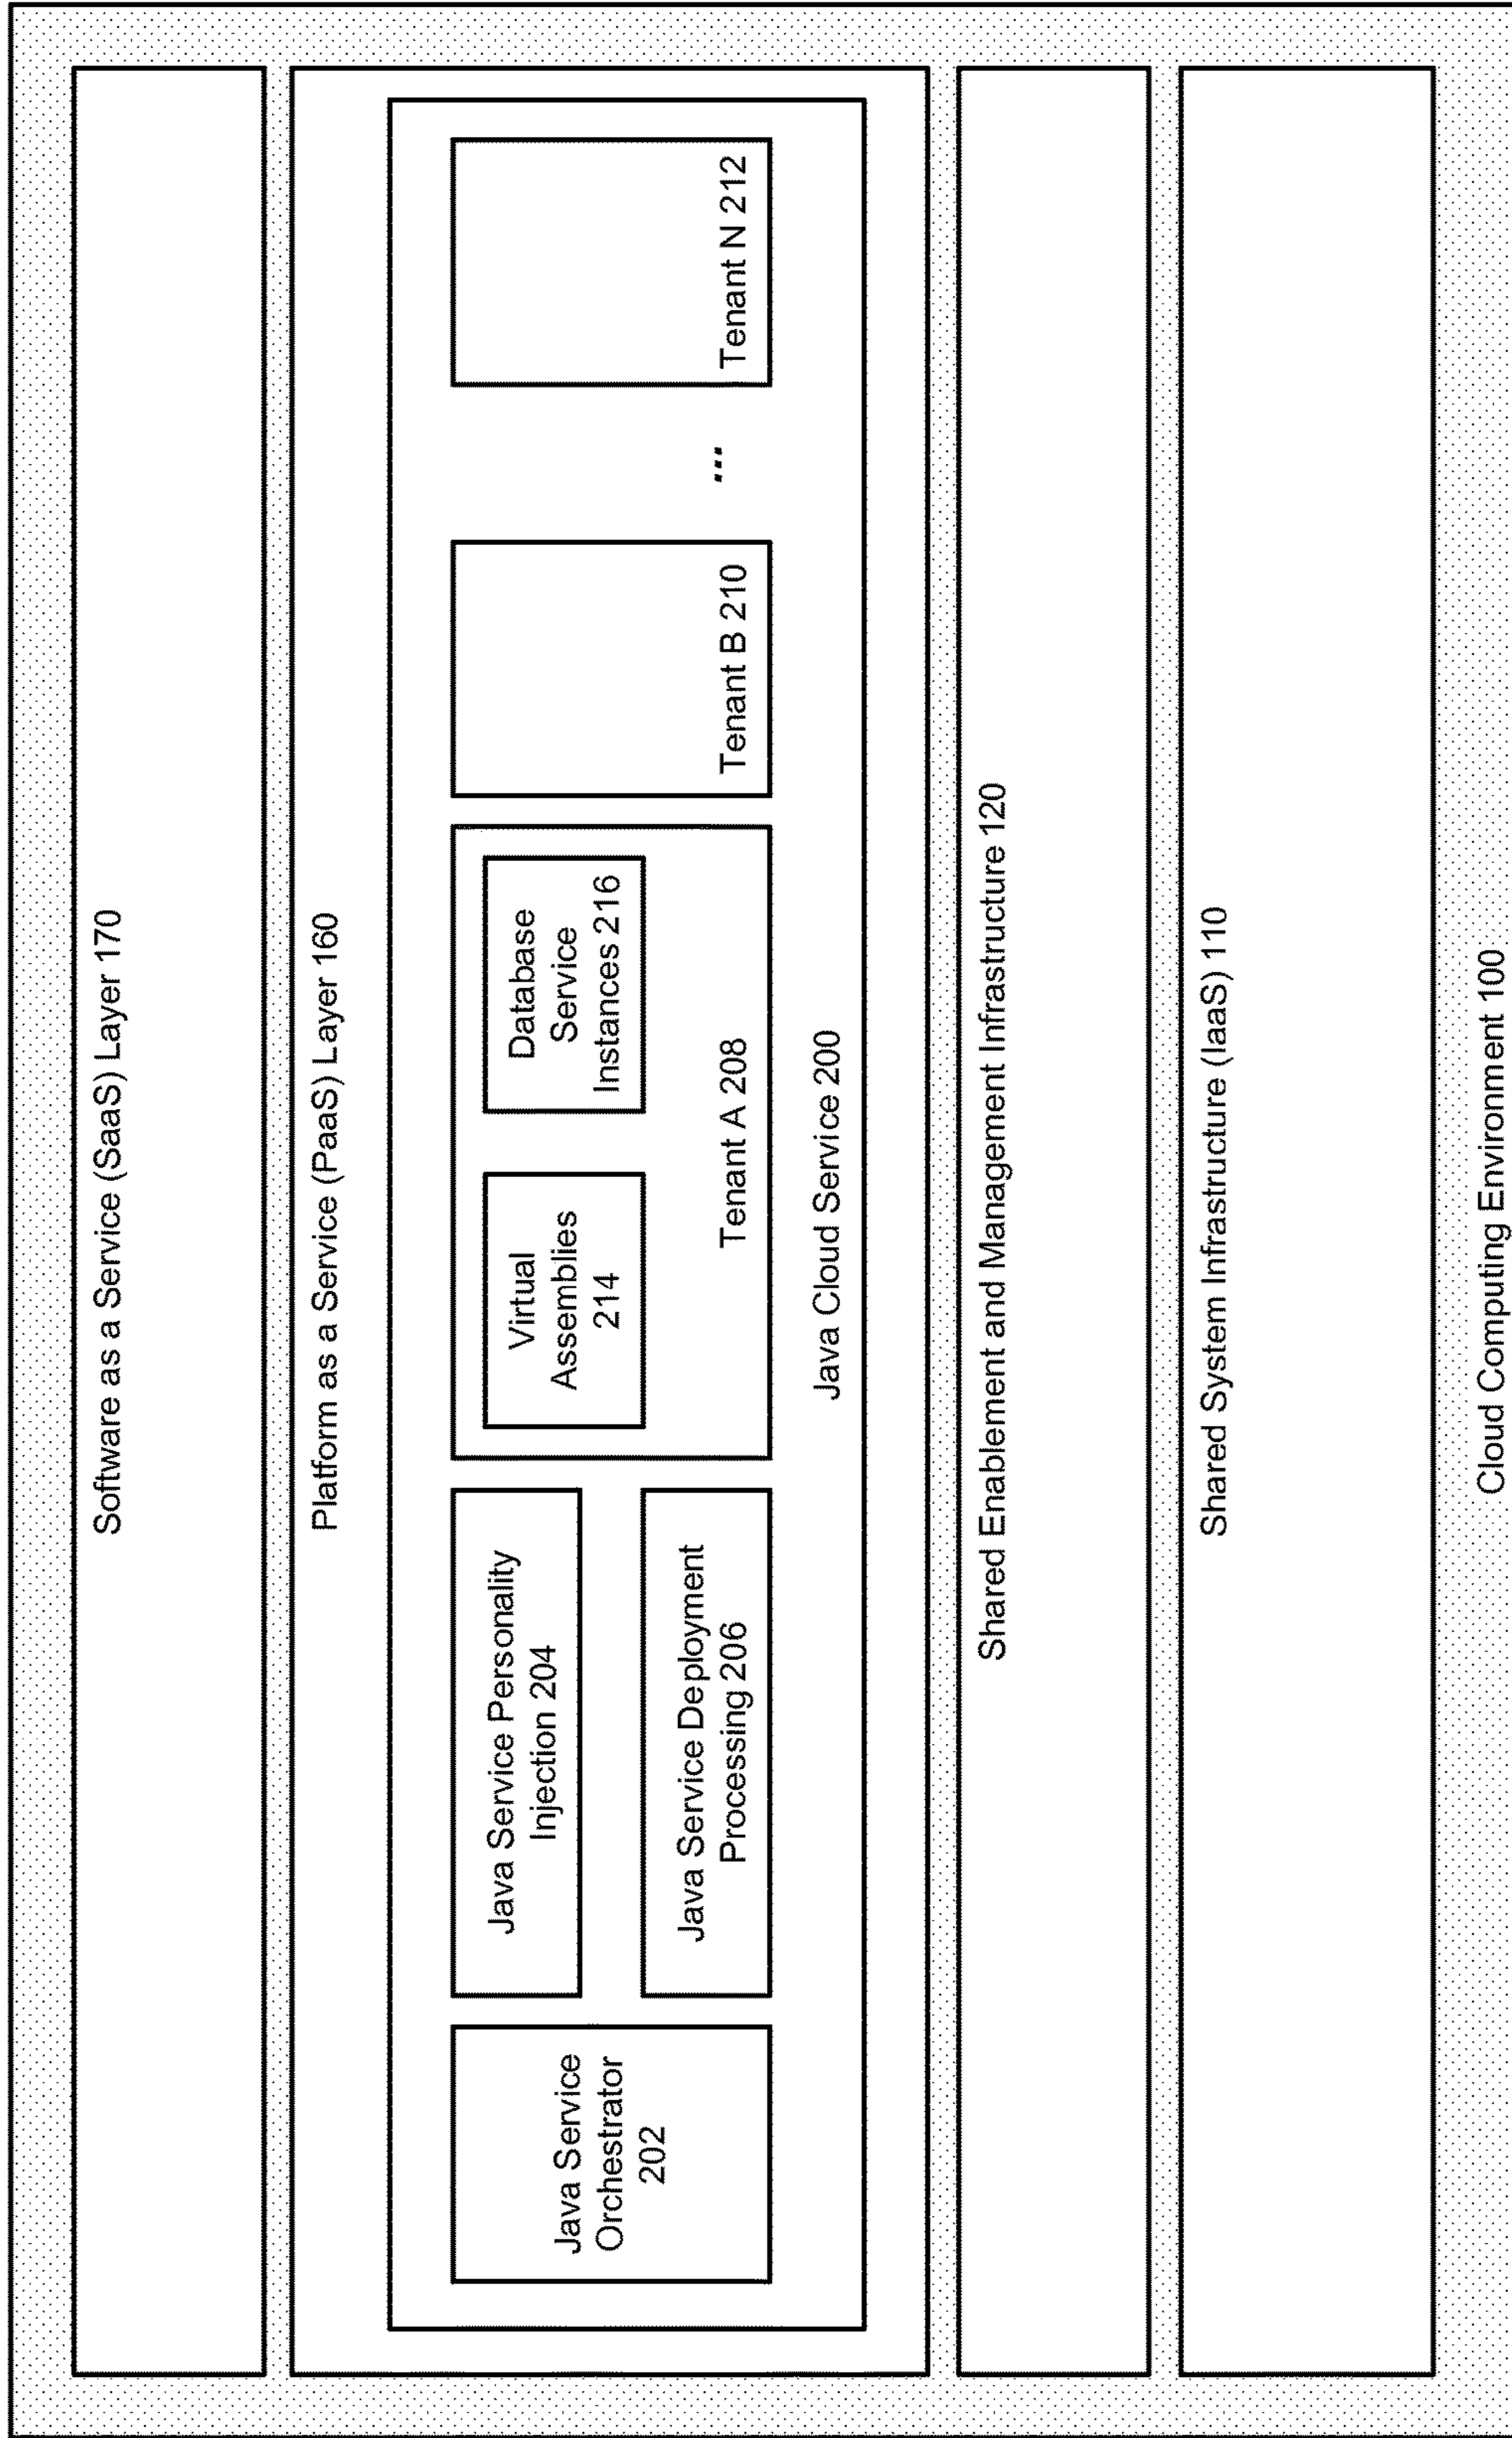 Software as a Service (SaaS) Layer 170
Platform as a Service (PaaS) Layer 160
Java Service
Orchestrator
202
Java Service Personality
Injection 204
Java Service Deployment
Processing 206
Virtual
Assemblies
214
Database
Service
Instances 216
Tenant A 208
Tenant B 210
...
Tenant N 212
Java Cloud Service 200
Shared Enablement and Management Infrastructure 120
Shared System Infrastructure (IaaS) 110
Cloud Computing Environment 100